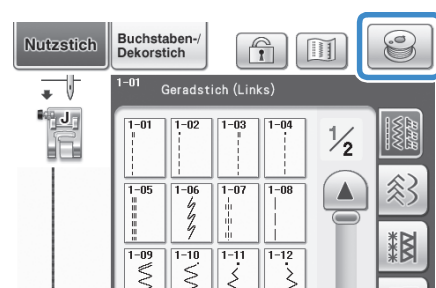 Nutzstich
Buchstaben-/
Dekorstich
1-01
Geradstich (Links)
J
1-01 1-02 1-03 1-04
1/2
1-05 1-06 1-07 1-08
1-09 1-10 1-11 1-12